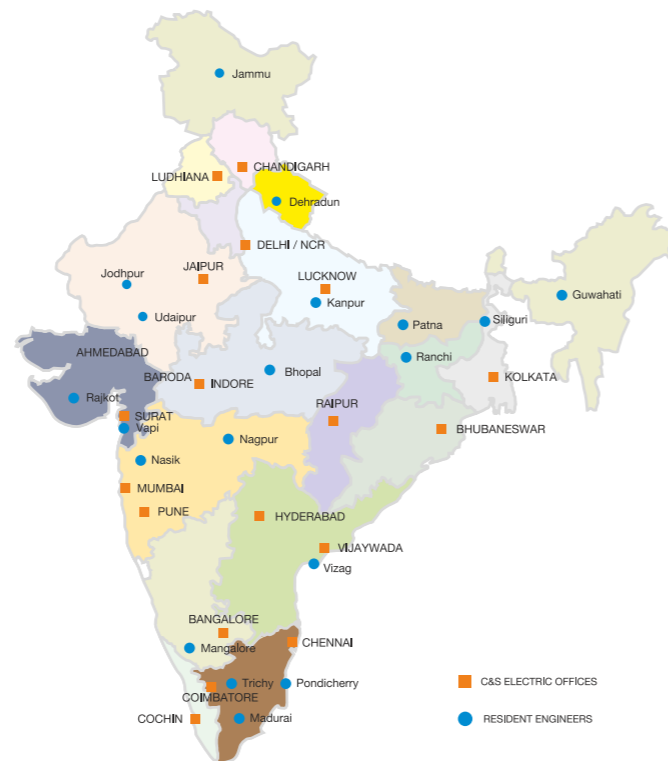 Jammu
CHANDIGARH
LUDHIANA
Dehradun
DELHI / NCR
JAIPUR
Jodhpur
LUCKNOW
Kanpur
Guwahati
Udaipur
Siliguri
Patna
AHMEDABAD
Ranchi
Bhopal
BARODA
INDORE
KOLKATA
Rajkot
RAIPUR
SURAT
Vapi
BHUBANESWAR
Nagpur
Nasik
MUMBAI
PUNE
HYDERABAD
VIJAYWADA
Vizag
BANGALORE
CHENNAI
Mangalore
Trichy
Pondicherry
COIMBATORE
COCHIN
Madurai
C&S ELECTRIC OFFICES
RESIDENT ENGINEERS